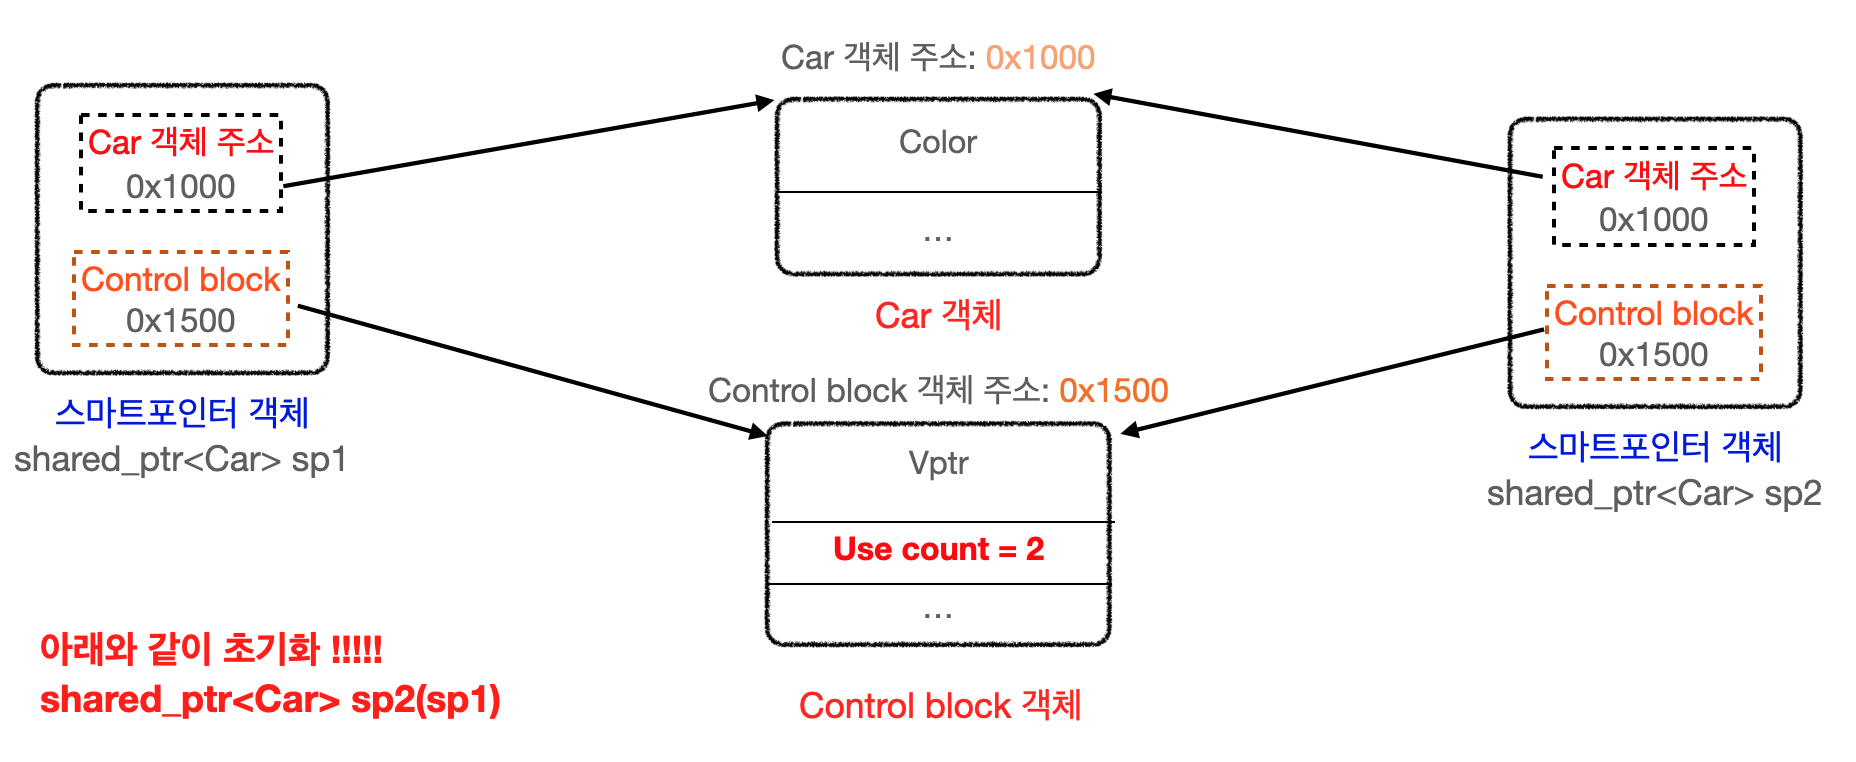 Car 객체 주소: 0x1000
Car 객체 주소
0x1000
Control block
0x1500
스마트포인터 객체
shared_ptr<Car> sp1
Color
...
Car 객체
Control block 객체 주소: 0x1500
Vptr
Use count = 2
...
Control block 객체
Car 객체 주소
0x1000
Control block
0x1500
스마트포인터 객체
shared_ptr<Car> sp2
아래와 같이 초기화 !!!!!
shared_ptr<Car> sp2(sp1)